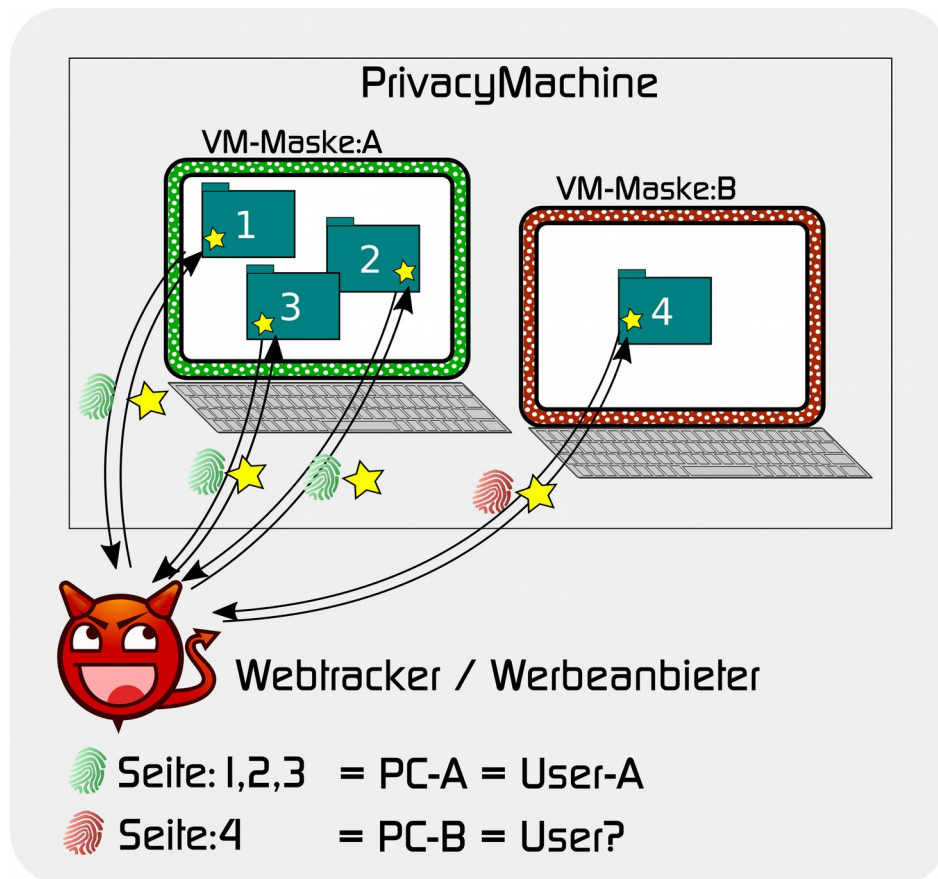 PrivacyMachine
VM-Maske:A
VM-Maske:B
1
2
3
4
Webtracker / Werbeanbieter
Seite:1,2,3 = PC-A = User-A
Seite:4 = PC-B = User?